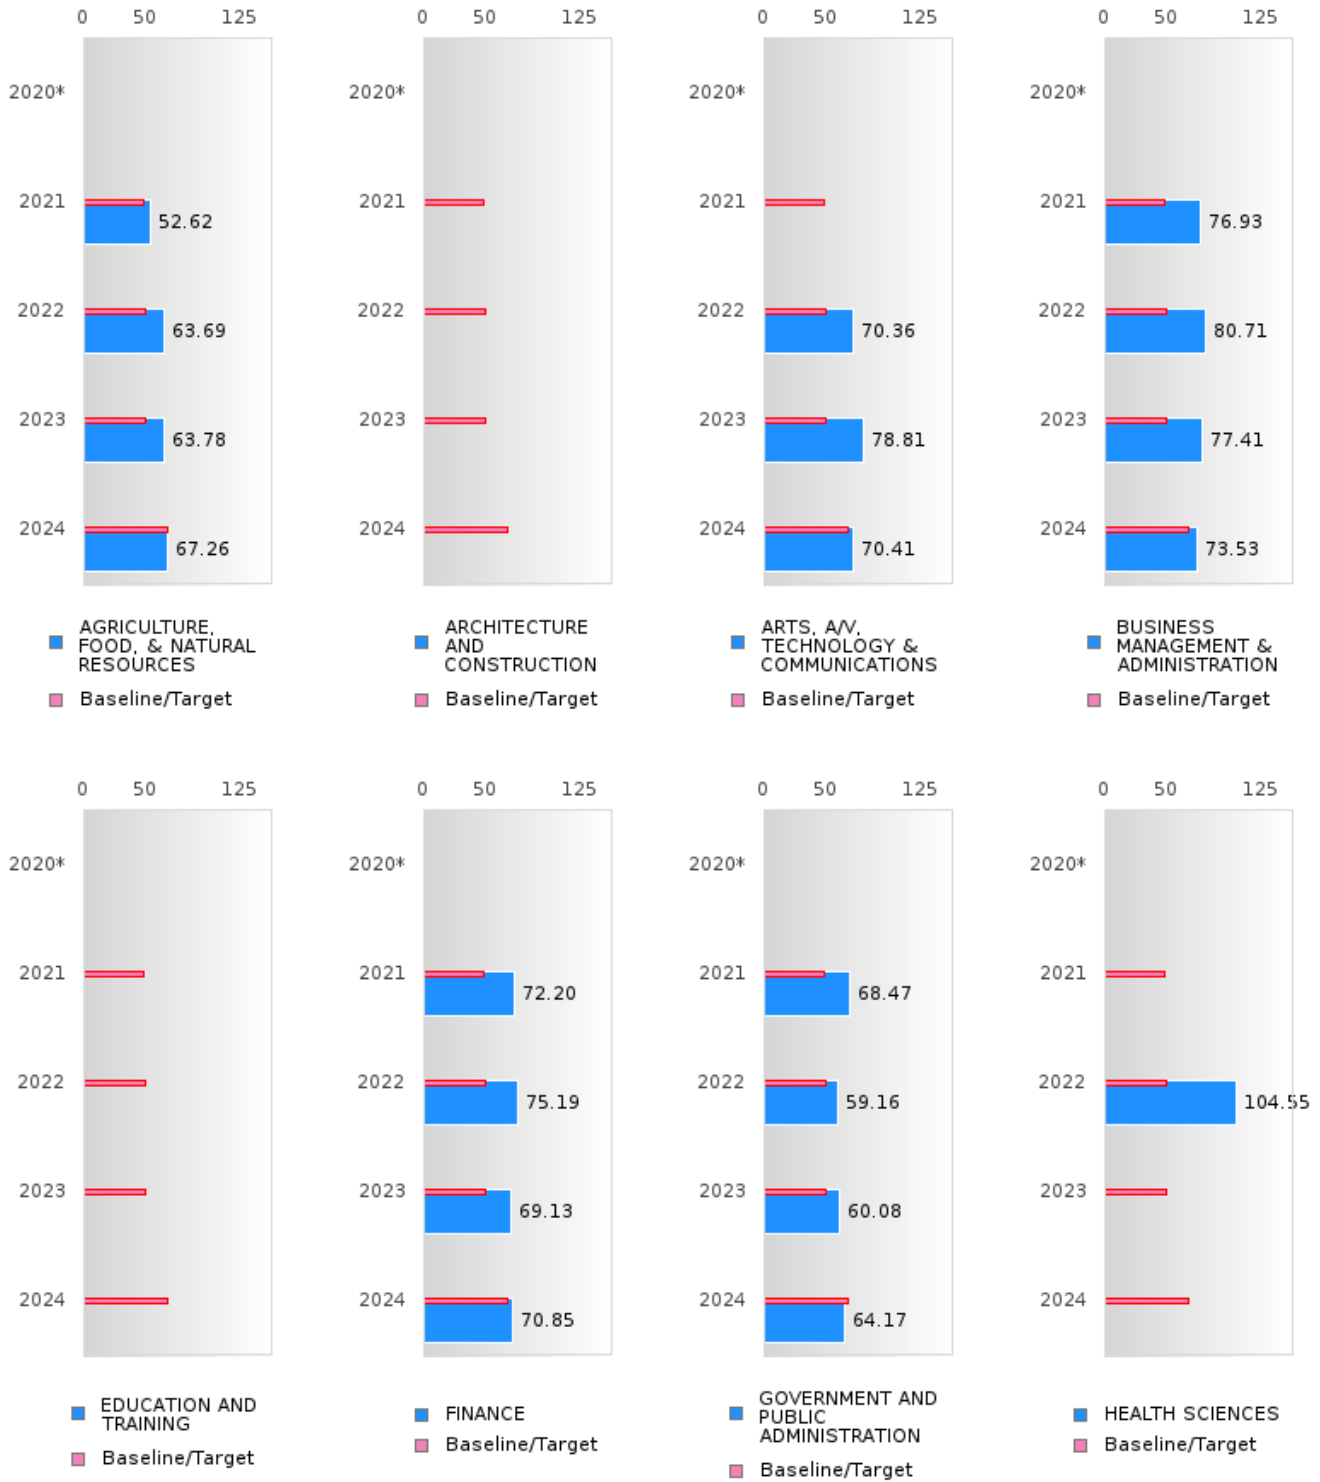 0 50 125
2020*
2021
52.62
2022
63.69
2023
63.78
2024
67.26
AGRICULTURE,
FOOD, & NATURAL
RESOURCES
Baseline/Target
0 50 125
2020*
2021
2022
2023
2024
ARCHITECTURE
AND
CONSTRUCTION
Baseline/Target
0 50 125
2020*
2021
2022
70.36
2023
78.81
2024
70.41
ARTS, A/V,
TECHNOLOGY &
COMMUNICATIONS
Baseline/Target
0 50 125
2020*
2021
76.93
2022
80.71
2023
77.41
2024
73.53
BUSINESS
MANAGEMENT &
ADMINISTRATION
Baseline/Target
0 50 125
2020*
2021
2022
2023
2024
EDUCATION AND
TRAINING
Baseline/Target
0 50 125
2020*
2021
72.20
2022
75.19
2023
69.13
2024
70.85
FINANCE
Baseline/Target
0 50 125
2020*
2021
68.47
2022
59.16
2023
60.08
2024
64.17
GOVERNMENT AND
PUBLIC
ADMINISTRATION
Baseline/Target
0 50 125
2020*
2021
2022
104.55
2023
2024
HEALTH SCIENCES
Baseline/Target